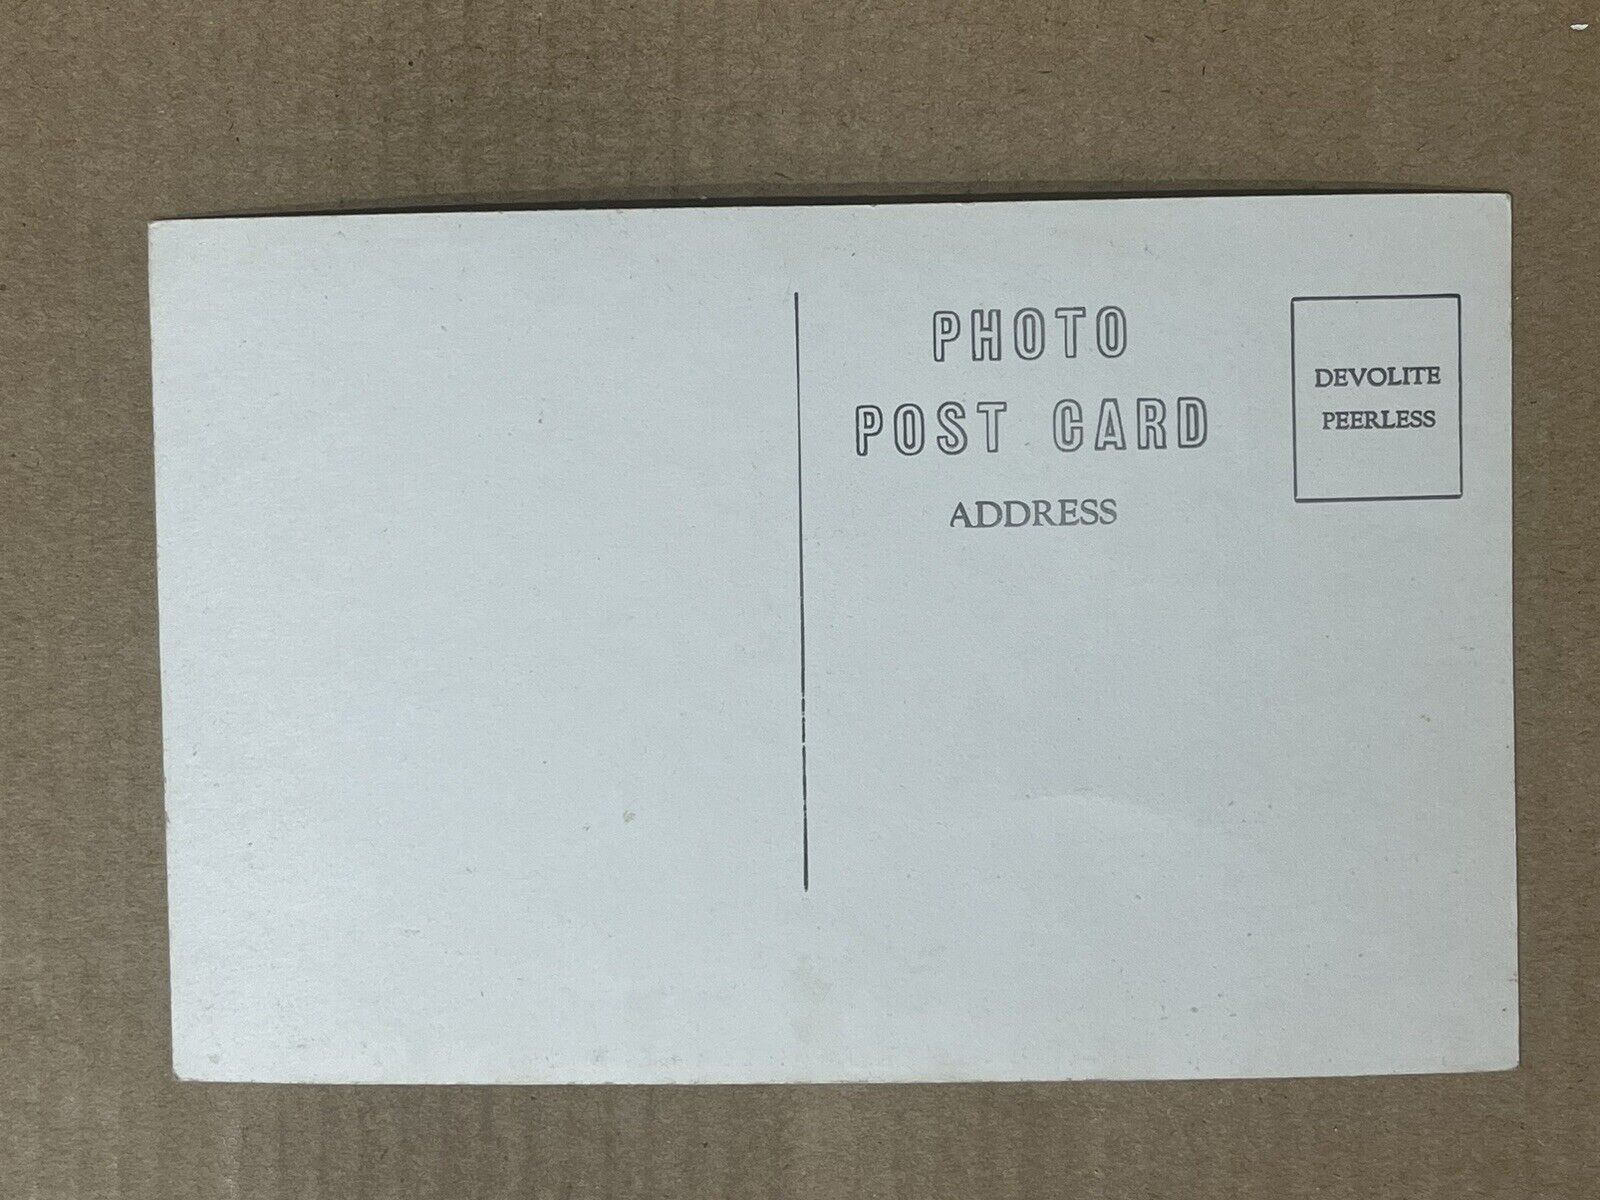 PHOTO
POST CARD
ADDRESS
DEVOLITE
PEERLESS